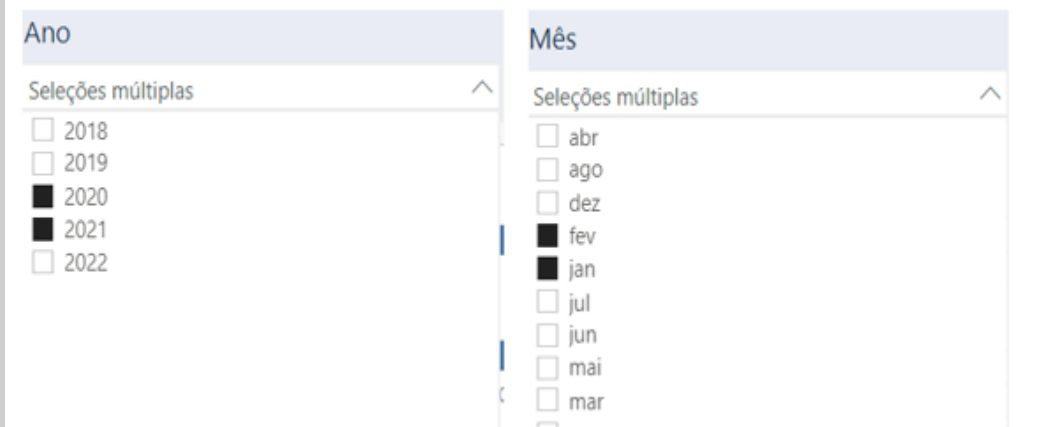 Ano
Seleções múltiplas
2018
2019
2020
2021
2022
Mês
Seleções múltiplas
abr
ago
dez
fev
jan
jul
jun
mai
mar